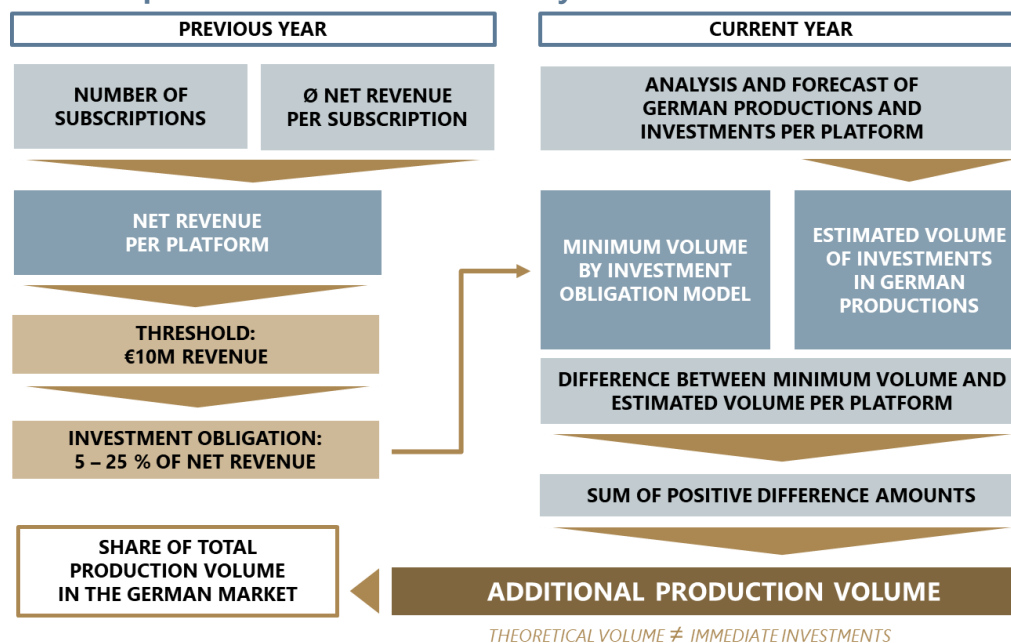 PREVIOUS YEAR
NUMBER OF
SUBSCRIPTIONS
Ø NET REVENUE
PER SUBSCRIPTION
NET REVENUE
PER PLATFORM
THRESHOLD:
€10M REVENUE
INVESTMENT OBLIGATION:
5 – 25 % OF NET REVENUE
CURRENT YEAR
ANALYSIS AND FORECAST OF
GERMAN PRODUCTIONS AND
INVESTMENTS PER PLATFORM
MINIMUM VOLUME
BY INVESTMENT
OBLIGATION MODEL
ESTIMATED VOLUME
OF INVESTMENTS
IN GERMAN
PRODUCTIONS
DIFFERENCE BETWEEN MINIMUM VOLUME AND
ESTIMATED VOLUME PER PLATFORM
SUM OF POSITIVE DIFFERENCE AMOUNTS
ADDITIONAL PRODUCTION VOLUME
SHARE OF TOTAL
PRODUCTION VOLUME
IN THE GERMAN MARKET
THEORETICAL VOLUME ≠ IMMEDIATE INVESTMENTS